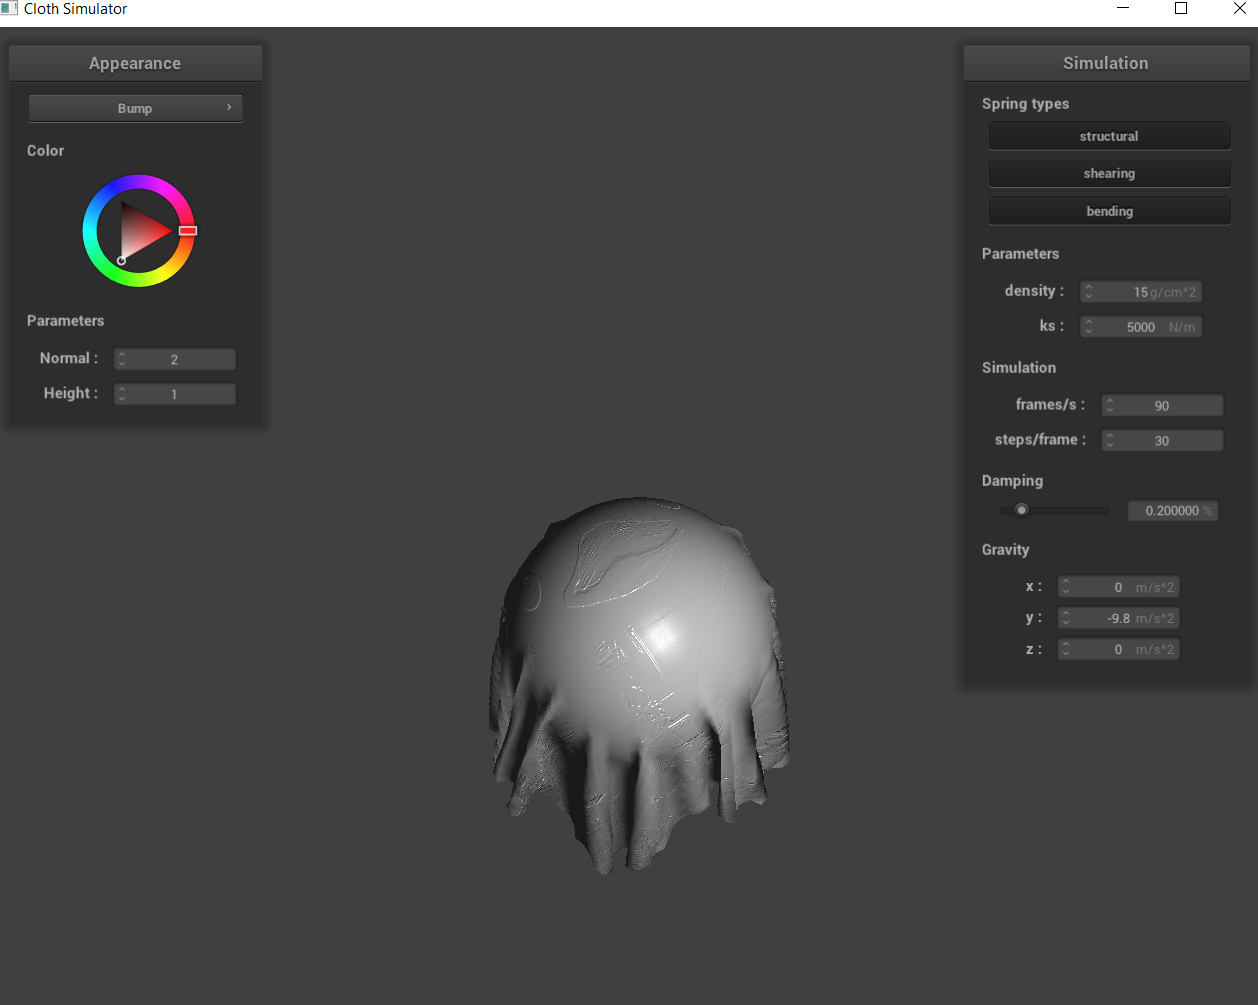 Cloth Simulator
Appearance
Bump
Color
Parameters
Normal : 2
Height : 1
Simulation
Spring types
structural
shearing
bending
Parameters
density : 15 g/cm^2
ks : 5000 N/m
Simulation
frames/s : 90
steps/frame : 30
Damping
0.200000 %
Gravity
x : 0 m/s^2
y : -9.8 m/s^2
z : 0 m/s^2